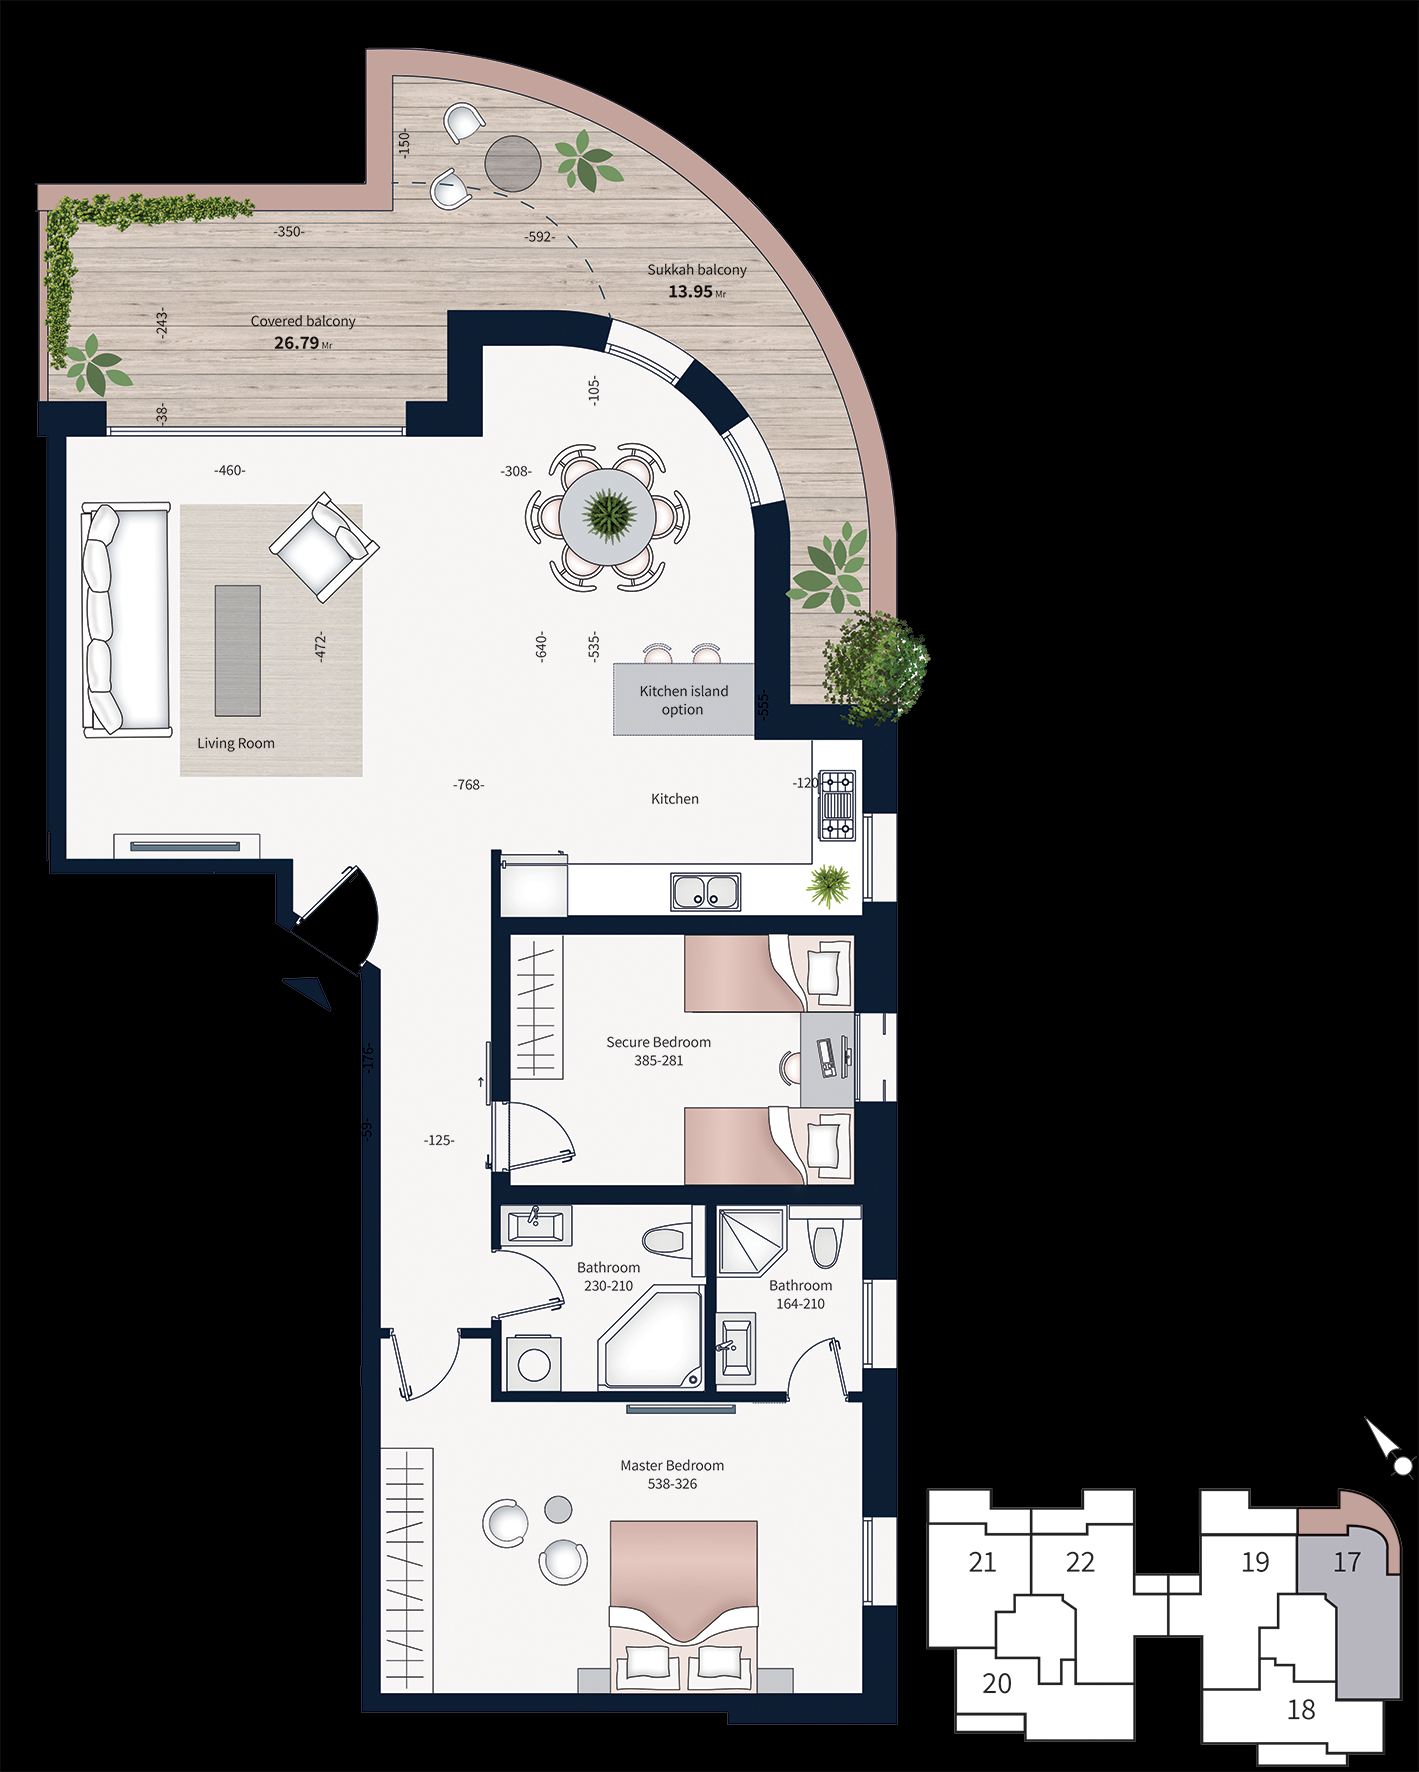 -150-
-350-
-592-
Sukkah balcony
13.95 Mr
-243-
Covered balcony
26.79 Mr
-38-
-105-
-460-
-308-
-472-
-640-
-535-
Kitchen island
option
-555-
Living Room
-768-
Kitchen
-120-
Secure Bedroom
385-281
-176-
-59-
-125-
Bathroom
230-210
Bathroom
164-210
Master Bedroom
538-326
21
22
19
17
20
18